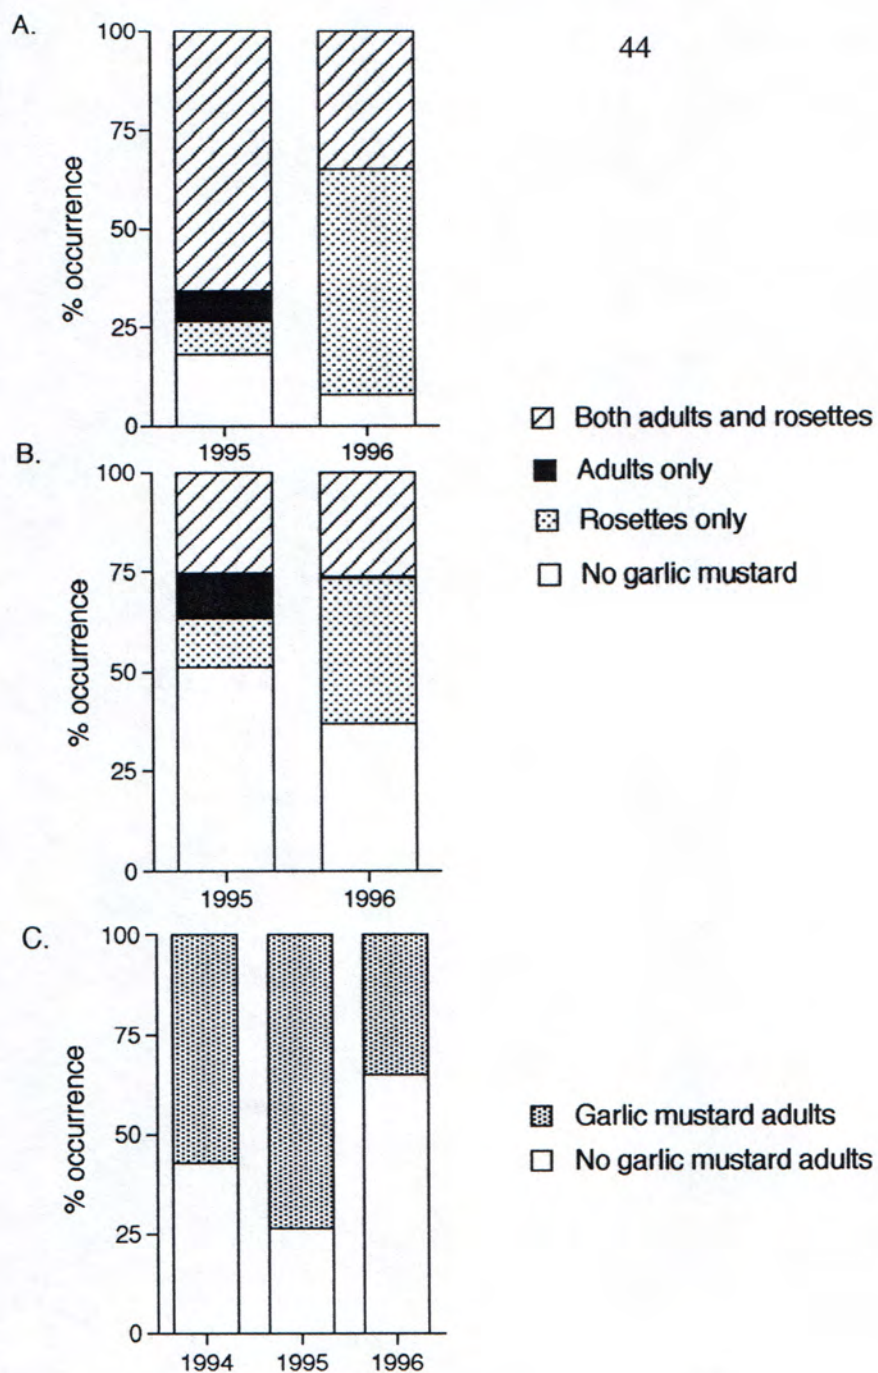 A.
44
100
75
50
25
0
% occurrence
1995 1996
Both adults and rosettes
Adults only
Rosettes only
No garlic mustard
B.
100
75
50
25
0
% occurrence
1995 1996
C.
100
75
50
25
0
% occurrence
1994 1995 1996
Garlic mustard adults
No garlic mustard adults